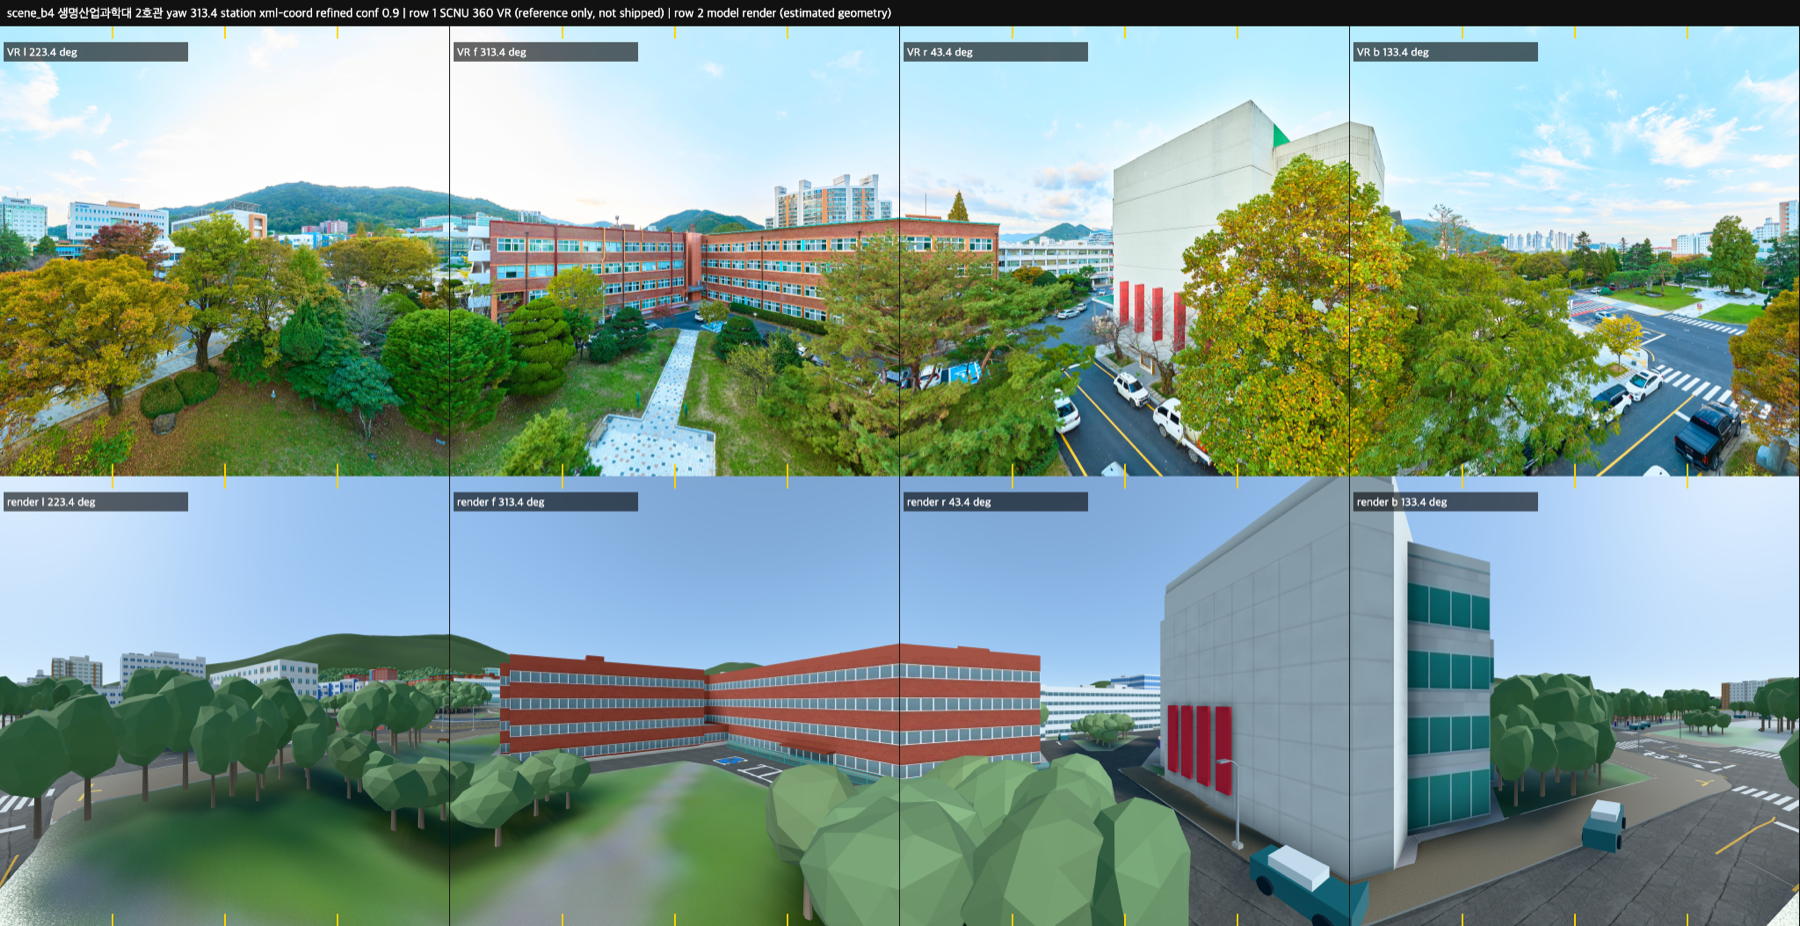 scene_b4 생명산업과학대 2호관 yaw 313.4 station xml-coord refined conf 0.9 | row 1 SCNU 360 VR (reference only, not shipped) | row 2 model render (estimated geometry)
VR l 223.4 deg
VR f 313.4 deg
VR r 43.4 deg
VR b 133.4 deg
render l 223.4 deg
render f 313.4 deg
render r 43.4 deg
render b 133.4 deg